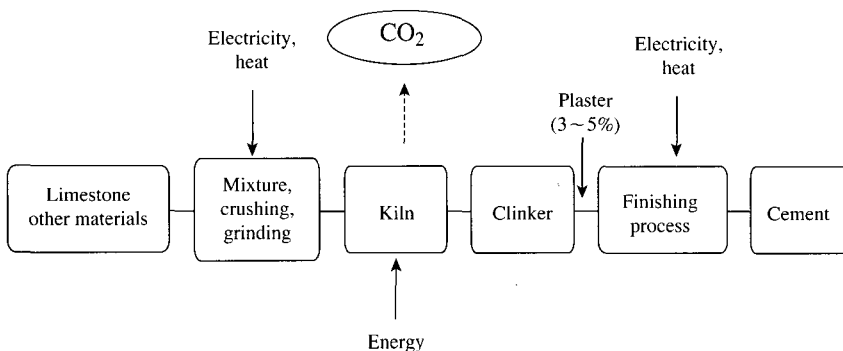 CO₂
Electricity,
heat
Electricity,
heat
Plaster
(3~5%)
Limestone
other materials
Mixture,
crushing,
grinding
Kiln
Clinker
Finishing
process
Cement
Energy